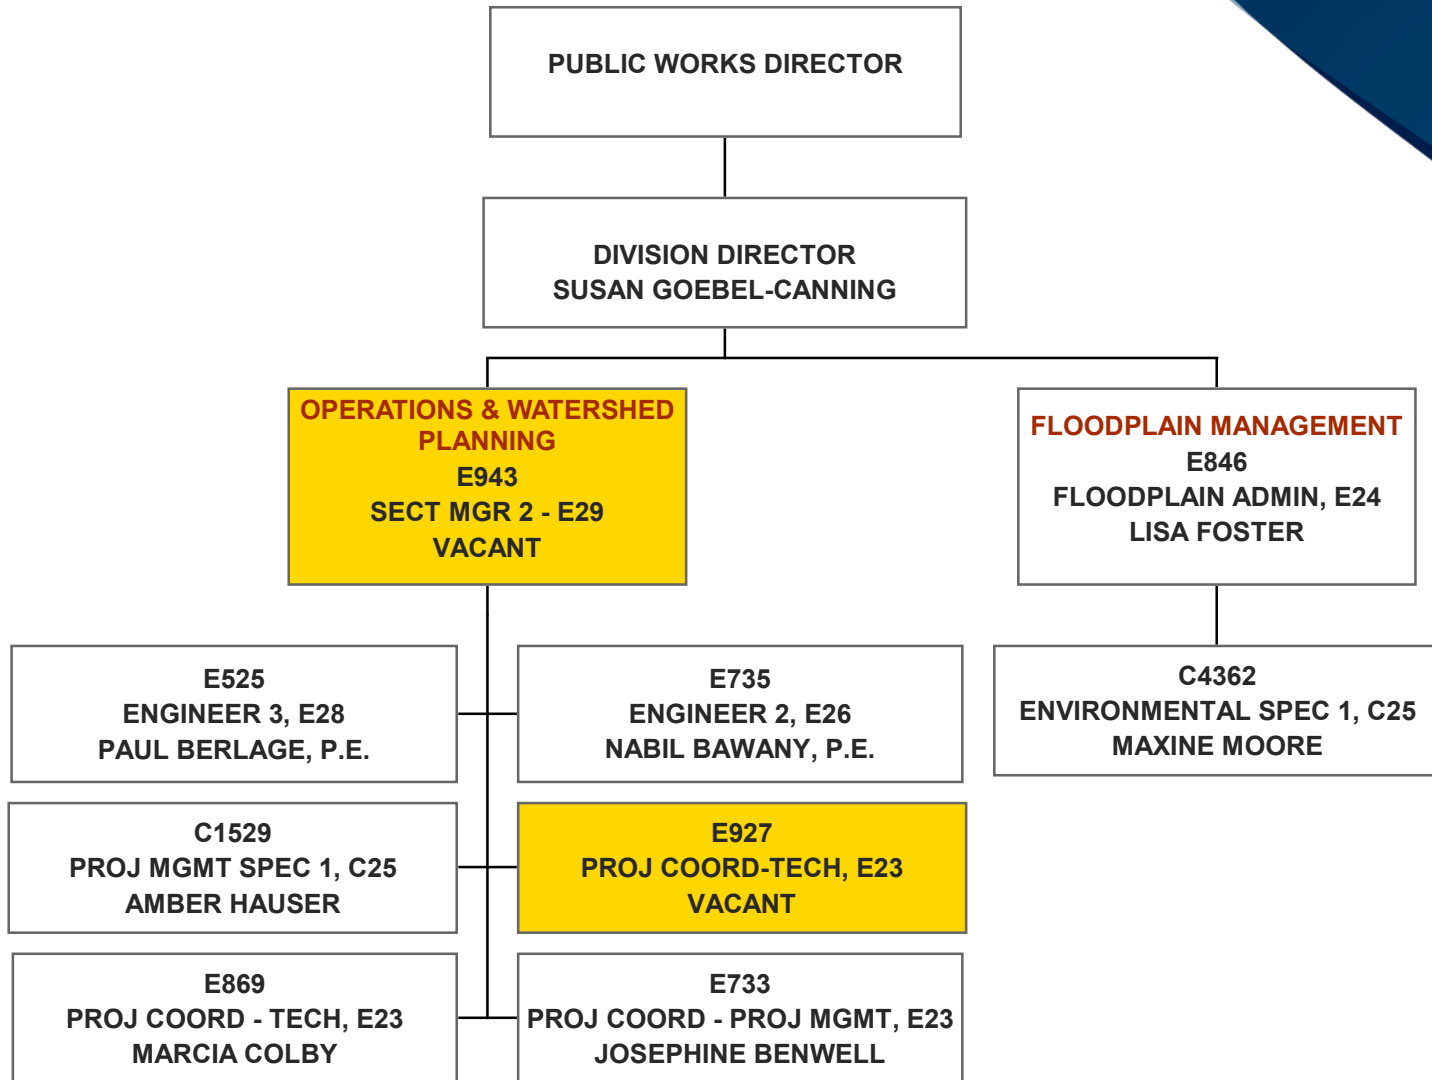 PUBLIC WORKS DIRECTOR
DIVISION DIRECTOR
SUSAN GOEBEL-CANNING
OPERATIONS & WATERSHED
PLANNING
E943
SECT MGR 2 - E29
VACANT
FLOODPLAIN MANAGEMENT
E846
FLOODPLAIN ADMIN, E24
LISA FOSTER
E525
ENGINEER 3, E28
PAUL BERLAGE, P.E.
E735
ENGINEER 2, E26
NABIL BAWANY, P.E.
C4362
ENVIRONMENTAL SPEC 1, C25
MAXINE MOORE
C1529
PROJ MGMT SPEC 1, C25
AMBER HAUSER
E927
PROJ COORD-TECH, E23
VACANT
E869
PROJ COORD - TECH, E23
MARCIA COLBY
E733
PROJ COORD - PROJ MGMT, E23
JOSEPHINE BENWELL